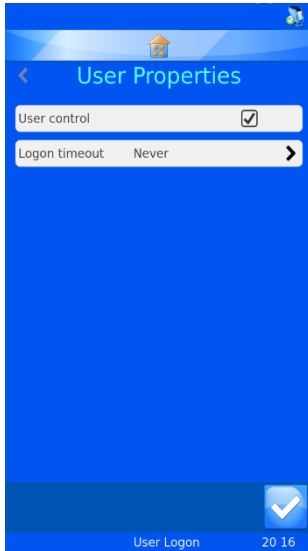 User Properties
User control
Logon timeout Never
User Logon 20 16